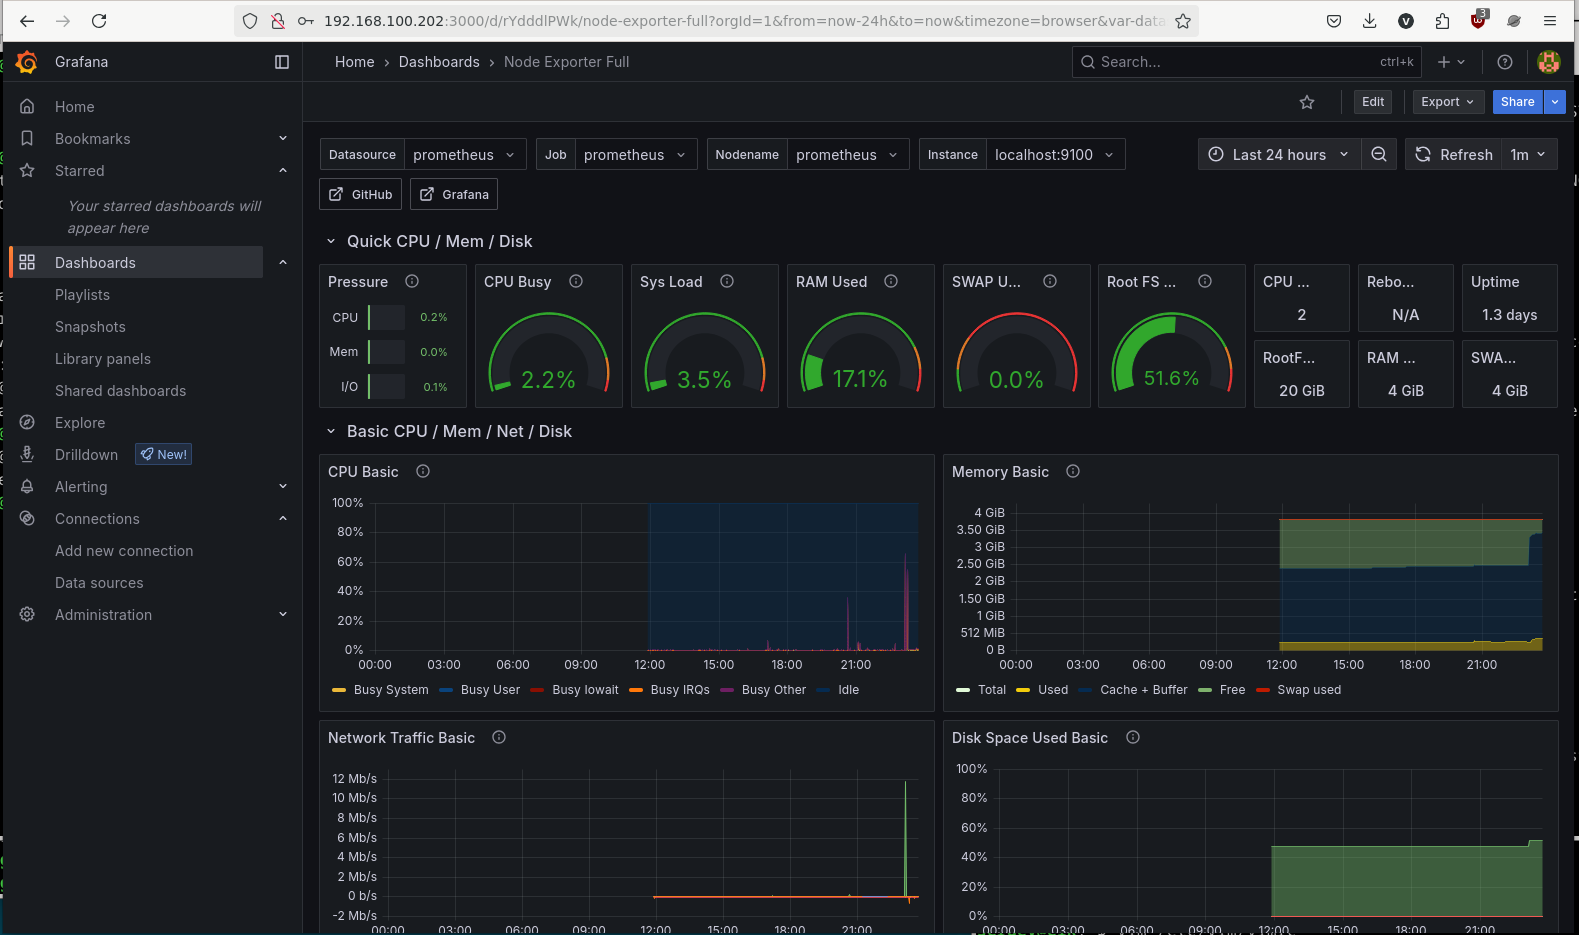 192.168.100.202:3000/d/rYdddlPWk/node-exporter-full?orgId=1&from=now-24h&to=now&timezone=browser&var-data
3
Grafana
Home › Dashboards › Node Exporter Full
Search...
ctrl+k
Home
Bookmarks
Starred
Your starred dashboards will
appear here
Dashboards
Playlists
Snapshots
Library panels
Shared dashboards
Explore
Drilldown New!
Alerting
Connections
Add new connection
Data sources
Administration
Edit Export Share
Datasource prometheus Job prometheus Nodename prometheus Instance localhost:9100
Last 24 hours Refresh 1m
GitHub Grafana
Quick CPU / Mem / Disk
Pressure
CPU 0.2%
Mem 0.0%
I/O 0.1%
CPU Busy
2.2%
Sys Load
3.5%
RAM Used
17.1%
SWAP U...
0.0%
Root FS ...
51.6%
CPU ...
2
Rebo...
N/A
Uptime
1.3 days
RootF...
20 GiB
RAM ...
4 GiB
SWA...
4 GiB
Basic CPU / Mem / Net / Disk
CPU Basic
100%
80%
60%
40%
20%
0%
00:00 03:00 06:00 09:00 12:00 15:00 18:00 21:00
Busy System Busy User Busy Iowait Busy IRQs Busy Other Idle
Memory Basic
4 GiB
3.50 GiB
3 GiB
2.50 GiB
2 GiB
1.50 GiB
1 GiB
512 MiB
0 B
00:00 03:00 06:00 09:00 12:00 15:00 18:00 21:00
Total Used Cache + Buffer Free Swap used
Network Traffic Basic
12 Mb/s
10 Mb/s
8 Mb/s
6 Mb/s
4 Mb/s
2 Mb/s
0 b/s
-2 Mb/s
00:00 03:00 06:00 09:00 12:00 15:00 18:00 21:00
Disk Space Used Basic
100%
80%
60%
40%
20%
0%
00:00 03:00 06:00 09:00 12:00 15:00 18:00 21:00